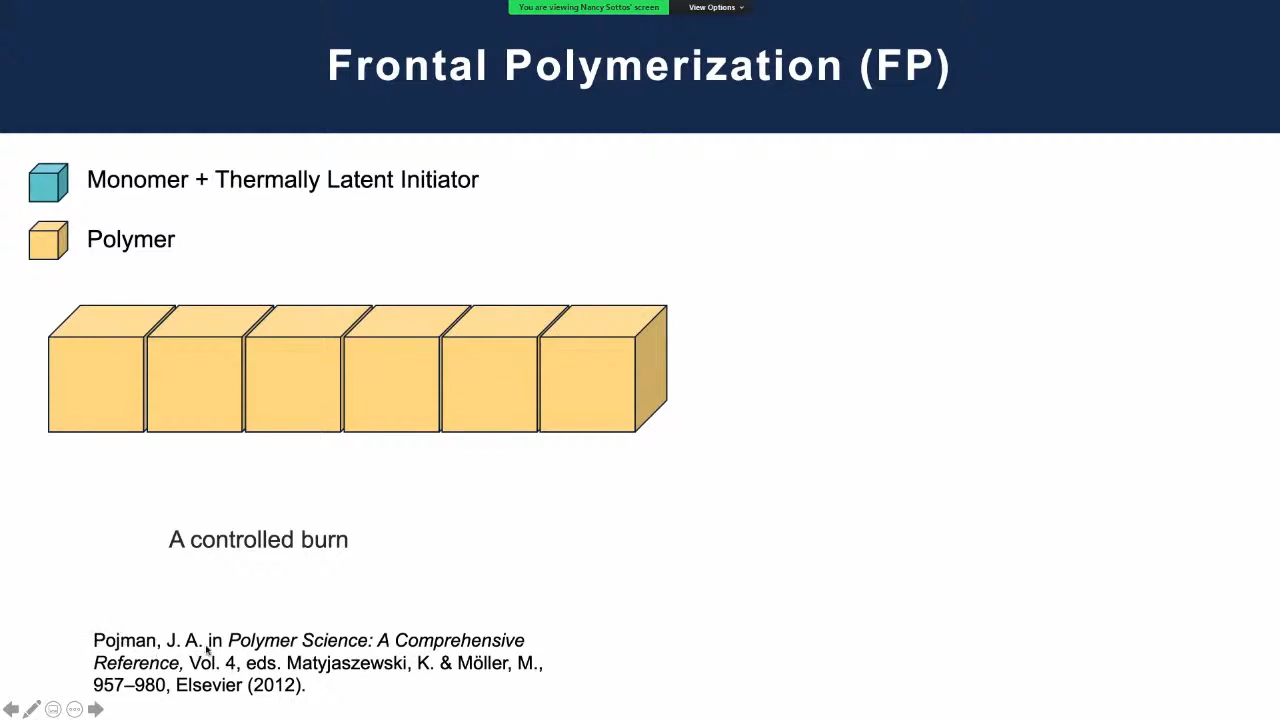 You are viewing Nancy Sottos' screen
View Options
Frontal Polymerization (FP)
Monomer + Thermally Latent Initiator
Polymer
A controlled burn
Pojman, J. A. in Polymer Science: A Comprehensive
Reference, Vol. 4, eds. Matyjaszewski, K. & Möller, M.,
957–980, Elsevier (2012).